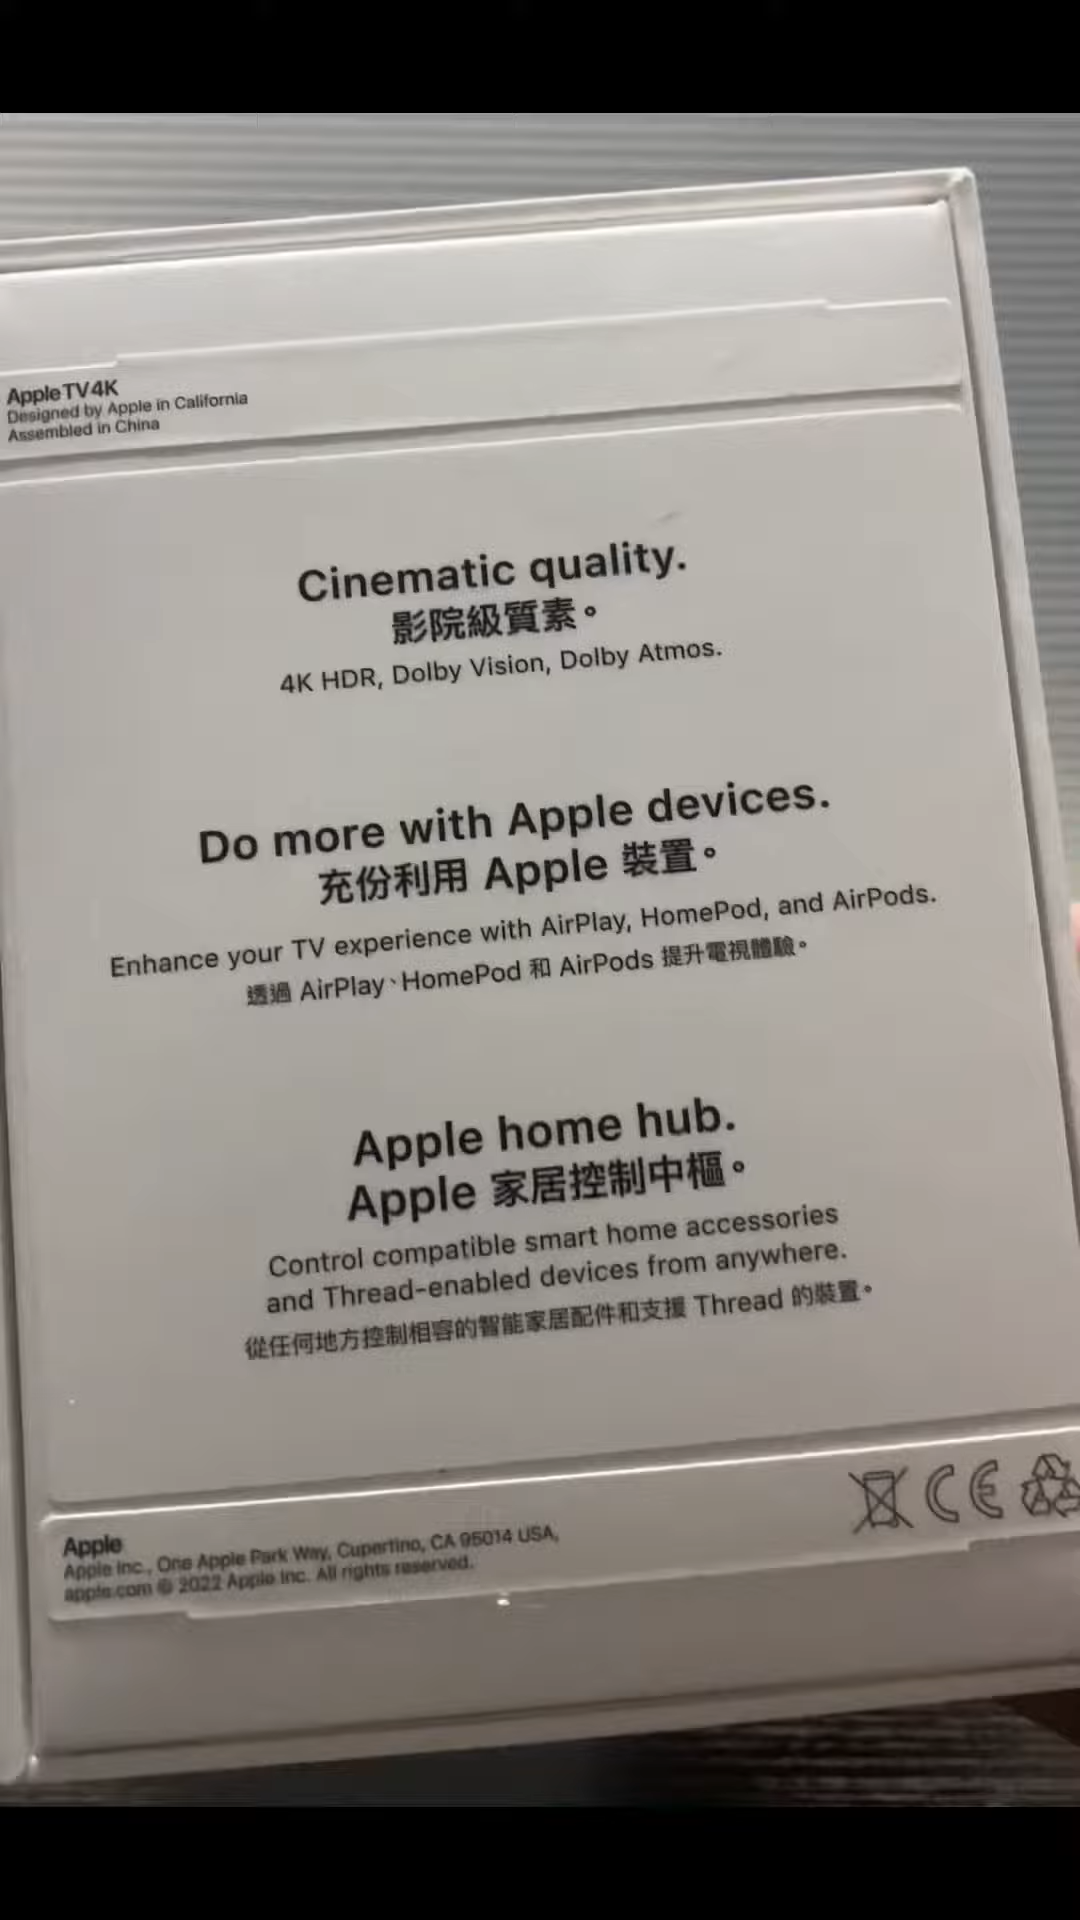 Apple TV 4K
Designed by Apple in California
Assembled in China
Cinematic quality.
影院級質素。
4K HDR, Dolby Vision, Dolby Atmos.
Do more with Apple devices.
充份利用 Apple 裝置。
Enhance your TV experience with AirPlay, HomePod, and AirPods.
透過 AirPlay、HomePod 和 AirPods 提升電視體驗。
Apple home hub.
Apple 家居控制中樞。
Control compatible smart home accessories
and Thread-enabled devices from anywhere.
從任何地方控制相容的智能家居配件和支援 Thread 的裝置。
CE
Apple
Apple Inc., One Apple Park Way, Cupertino, CA 95014 USA,
apple.com © 2022 Apple Inc. All rights reserved.